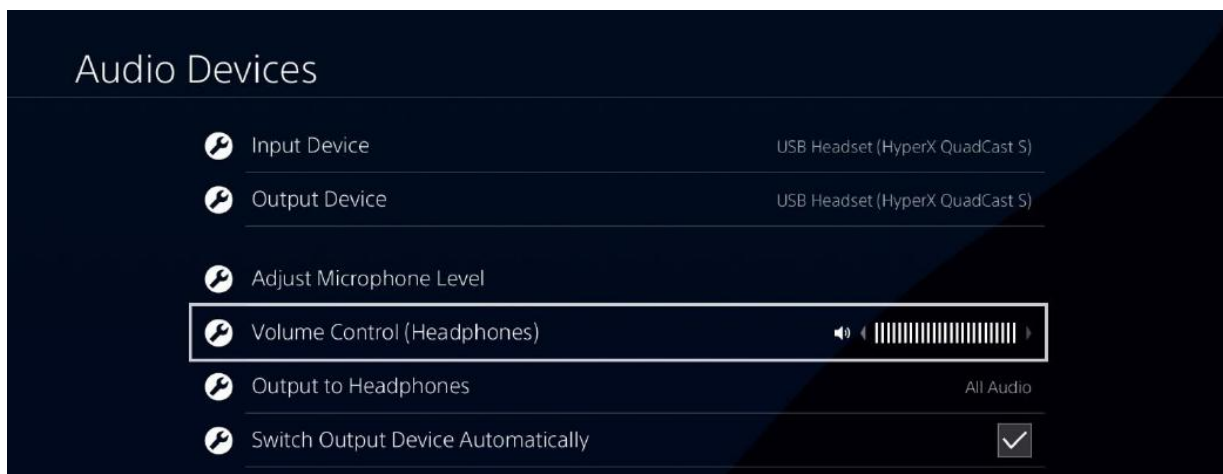 Audio Devices
Input Device USB Headset (HyperX QuadCast S)
Output Device USB Headset (HyperX QuadCast S)
Adjust Microphone Level
Volume Control (Headphones)
Output to Headphones All Audio
Switch Output Device Automatically